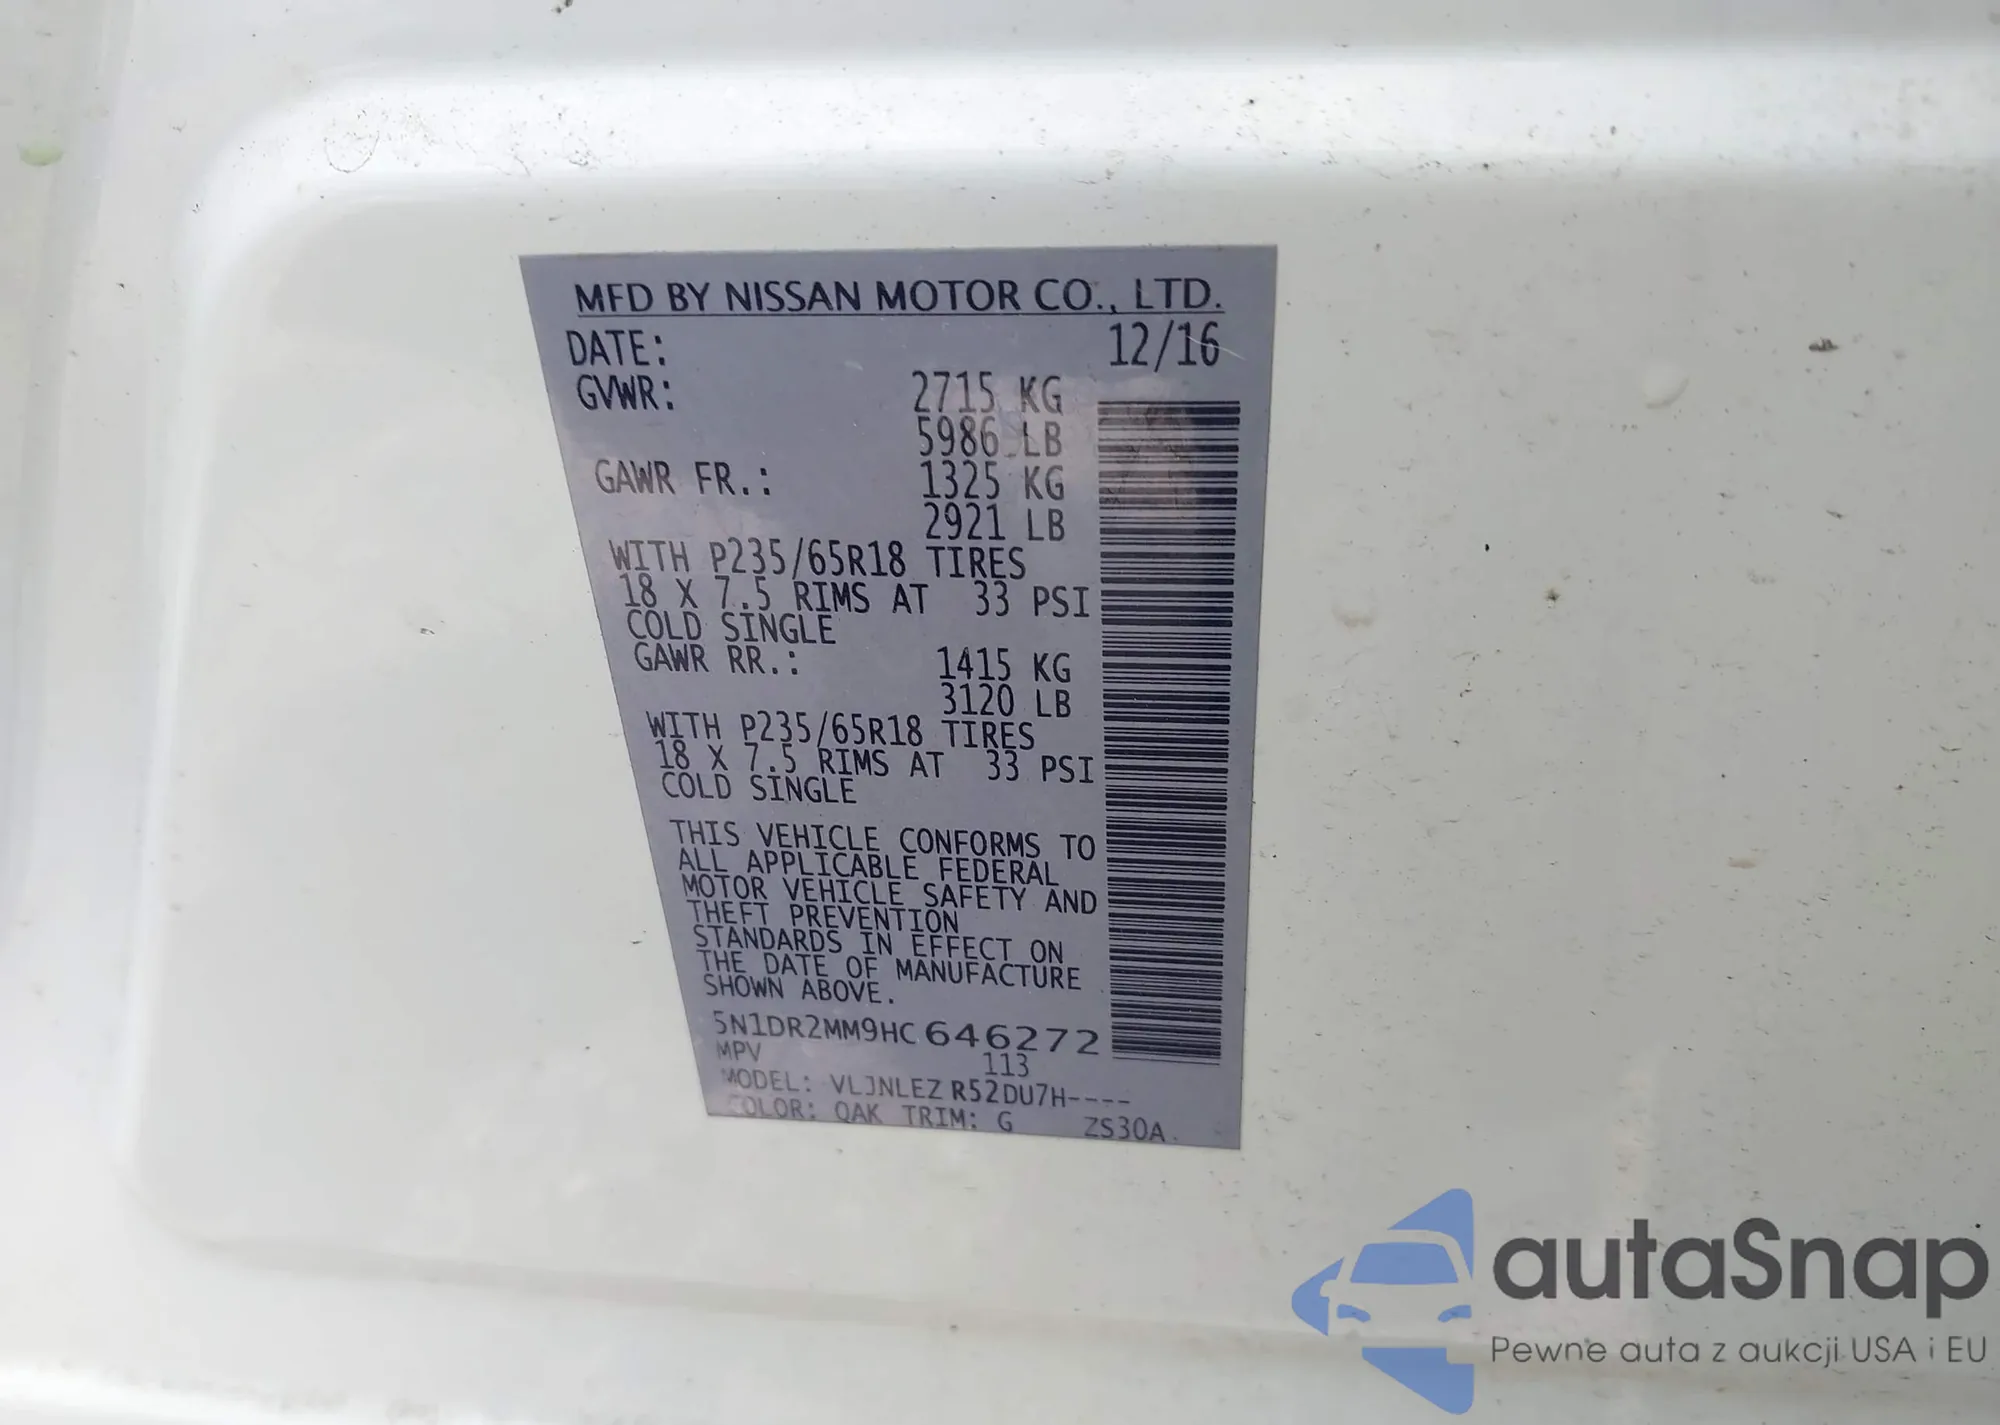 MFD BY NISSAN MOTOR CO., LTD.
DATE: 12/16
GVWR: 2715 KG
5986 LB
GAWR FR.: 1325 KG
2921 LB
WITH P235/65R18 TIRES
18 X 7.5 RIMS AT 33 PSI
COLD SINGLE
GAWR RR.: 1415 KG
3120 LB
WITH P235/65R18 TIRES
18 X 7.5 RIMS AT 33 PSI
COLD SINGLE
THIS VEHICLE CONFORMS TO
ALL APPLICABLE FEDERAL
MOTOR VEHICLE SAFETY AND
THEFT PREVENTION
STANDARDS IN EFFECT ON
THE DATE OF MANUFACTURE
SHOWN ABOVE.
5N1DR2MM9HC646272
MPV 113
MODEL: VLJNLEZ R52DU7H----
COLOR: QAK TRIM: G ZS30A
autaSnap
Pewne auta z aukcji USA i EU